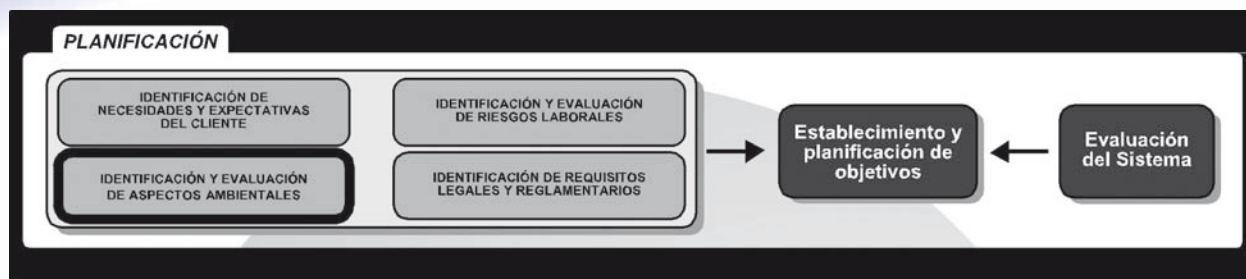 PLANIFICACIÓN
IDENTIFICACIÓN DE
NECESIDADES Y EXPECTATIVAS
DEL CLIENTE
IDENTIFICACIÓN Y EVALUACIÓN
DE RIESGOS LABORALES
IDENTIFICACIÓN Y EVALUACIÓN
DE ASPECTOS AMBIENTALES
IDENTIFICACIÓN DE REQUISITOS
LEGALES Y REGLAMENTARIOS
Establecimiento y
planificación de
objetivos
Evaluación
del Sistema